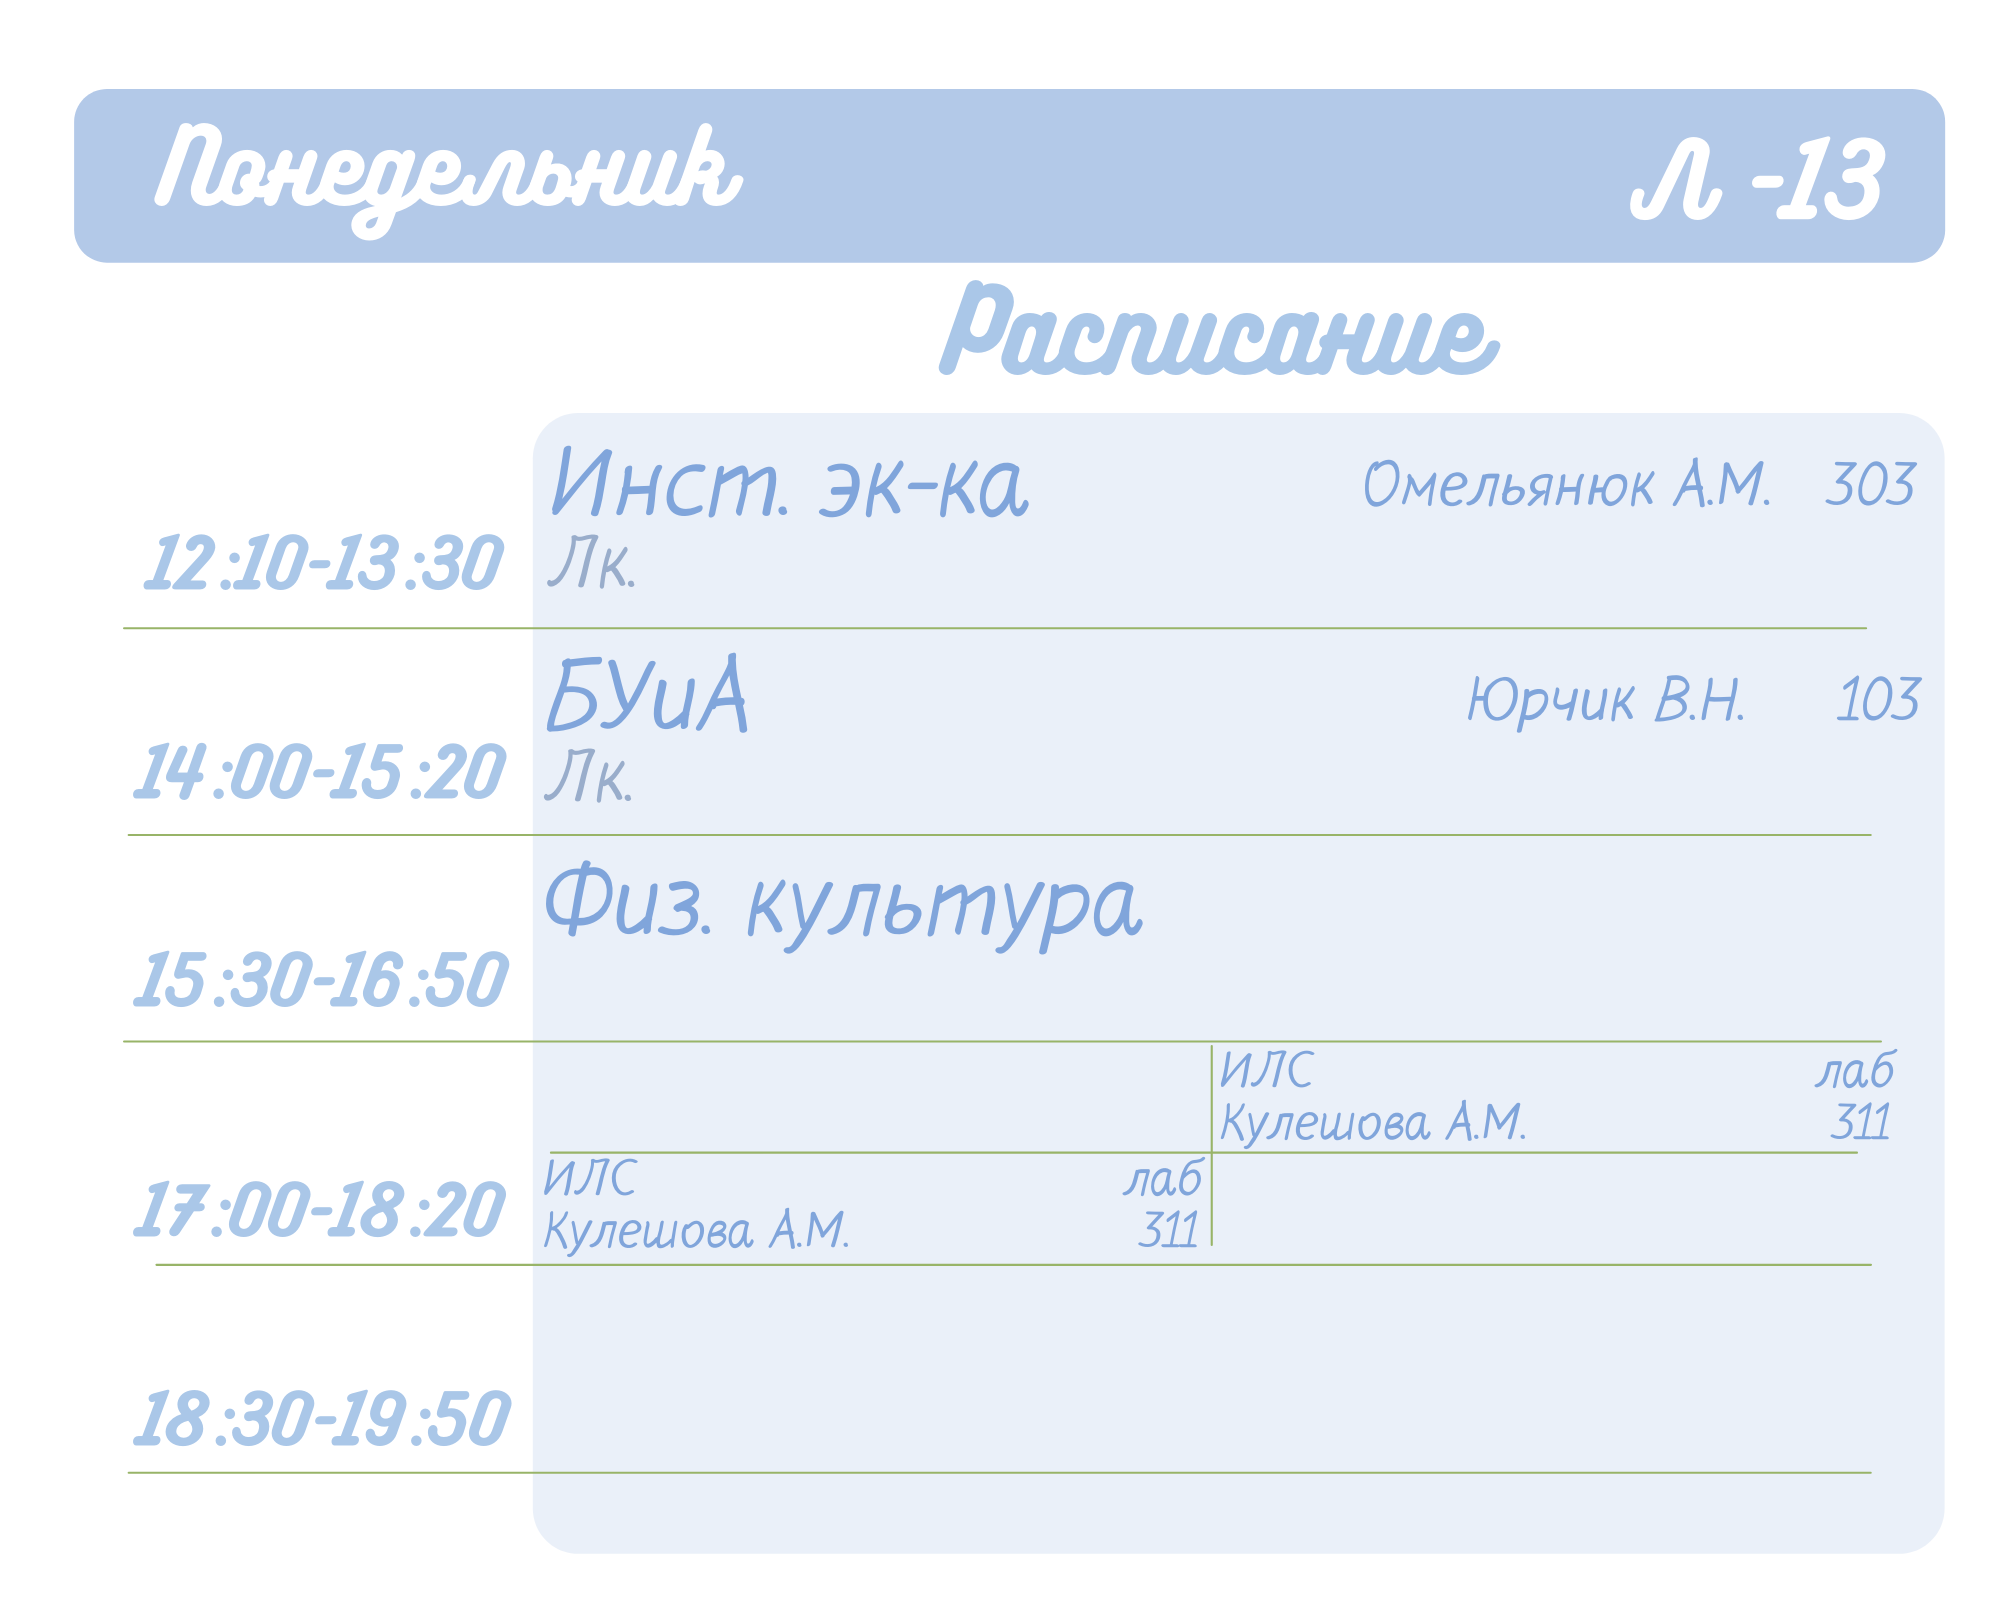 Понедельник Л -13
Расписание
Инст. эк-ка Омельянюк А.М. 303
12:10-13:30 Лк.
БУиА Юрчик В.Н. 103
14:00-15:20 Лк.
Физ. культура
15:30-16:50
ИЛС лаб
Кулешова А.М. 311
ИЛС лаб
17:00-18:20 Кулешова А.М. 311
18:30-19:50